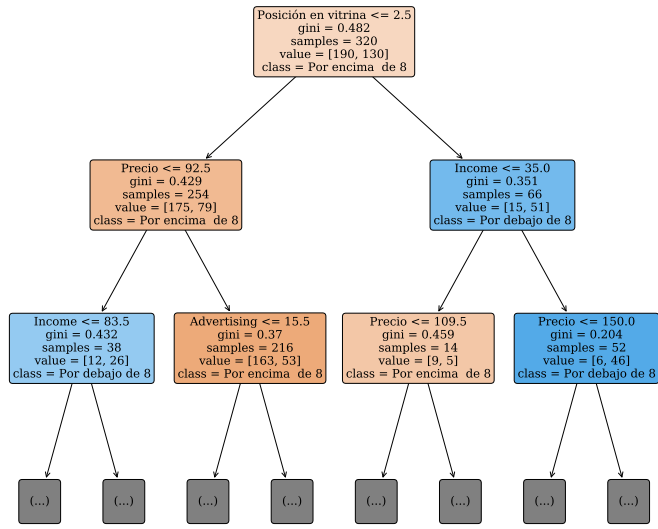 Posición en vitrina <= 2.5
gini = 0.482
samples = 320
value = [190, 130]
class = Por encima  de 8
Precio <= 92.5
gini = 0.429
samples = 254
value = [175, 79]
class = Por encima  de 8
Income <= 35.0
gini = 0.351
samples = 66
value = [15, 51]
class = Por debajo de 8
Income <= 83.5
gini = 0.432
samples = 38
value = [12, 26]
class = Por debajo de 8
Advertising <= 15.5
gini = 0.37
samples = 216
value = [163, 53]
class = Por encima  de 8
Precio <= 109.5
gini = 0.459
samples = 14
value = [9, 5]
class = Por encima  de 8
Precio <= 150.0
gini = 0.204
samples = 52
value = [6, 46]
class = Por debajo de 8
(...)
(...)
(...)
(...)
(...)
(...)
(...)
(...)